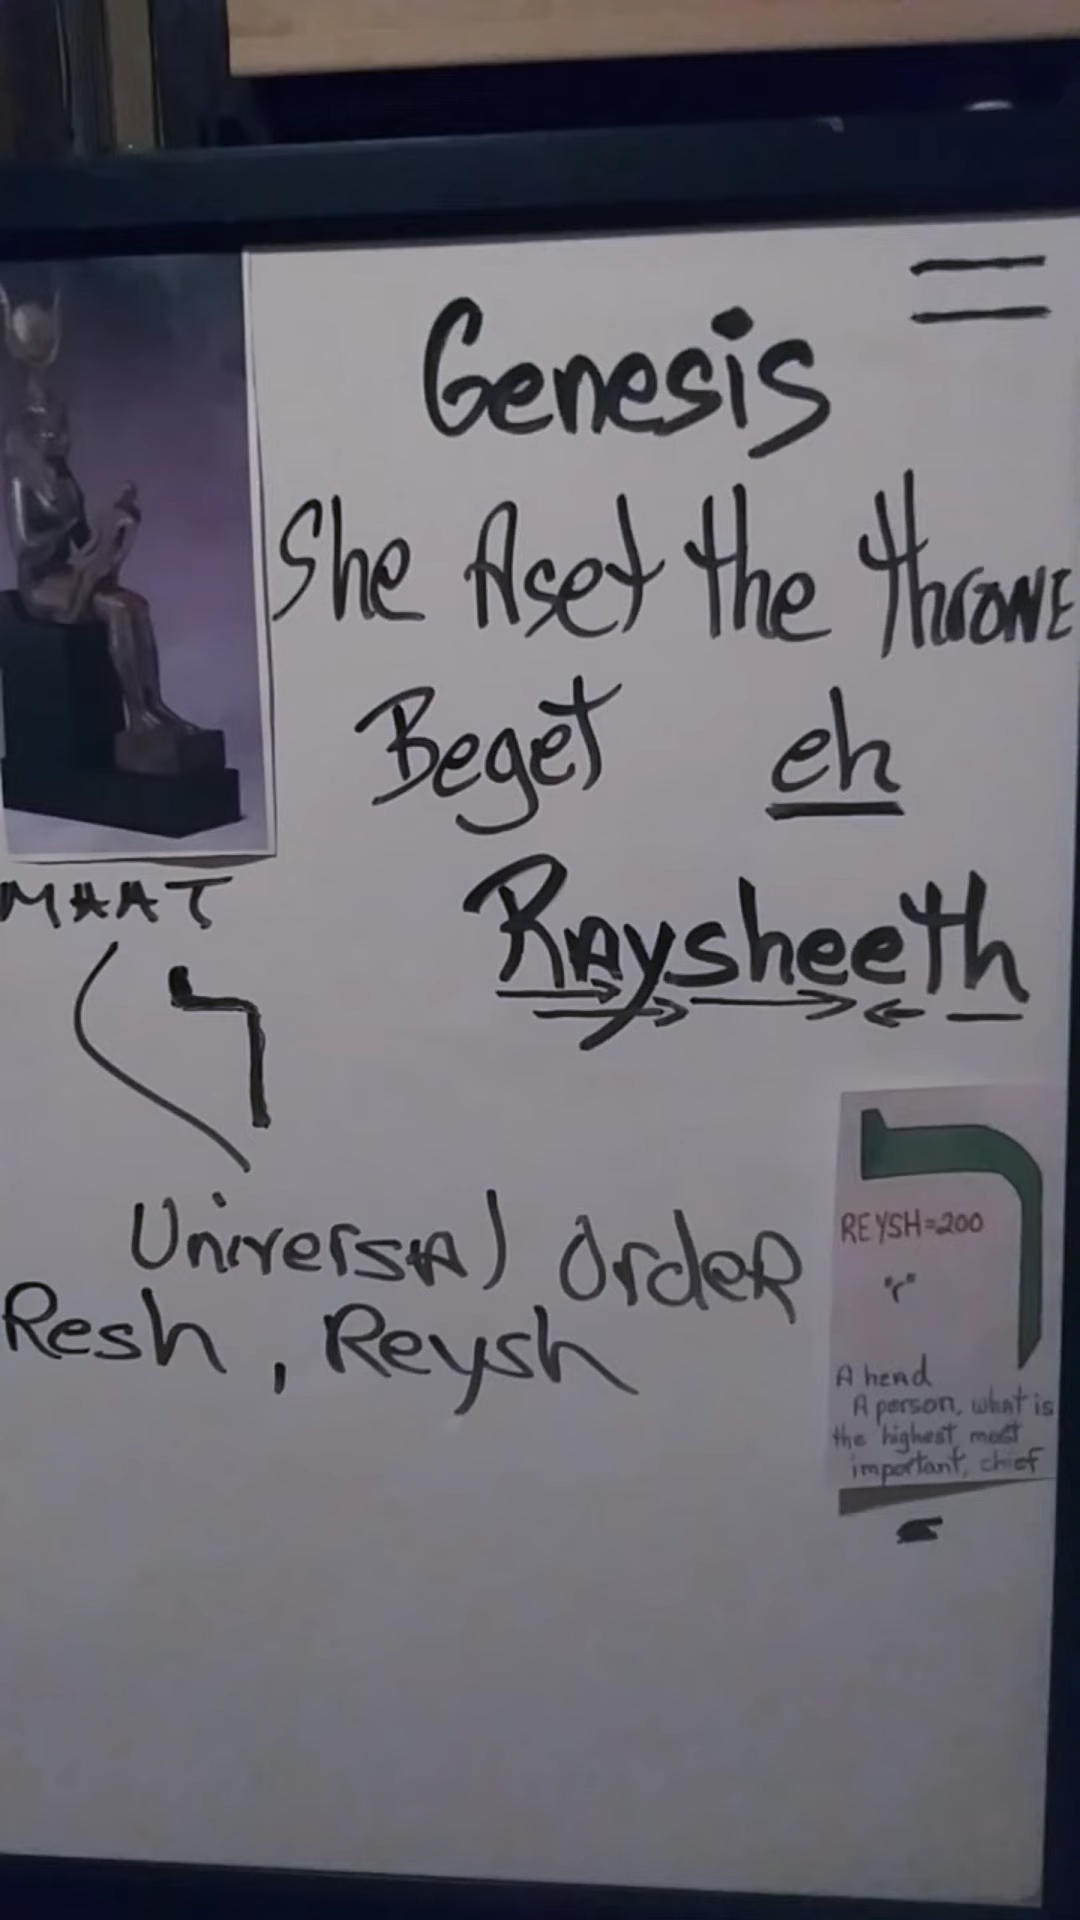 Genesis
She Aset the throne
Beget eh
Raysheeth
MAAT
ר
Universal Order
Resh, Reysh
ר
REYSH=200
"r"
A head
A person, what is
the highest, most
important, chief